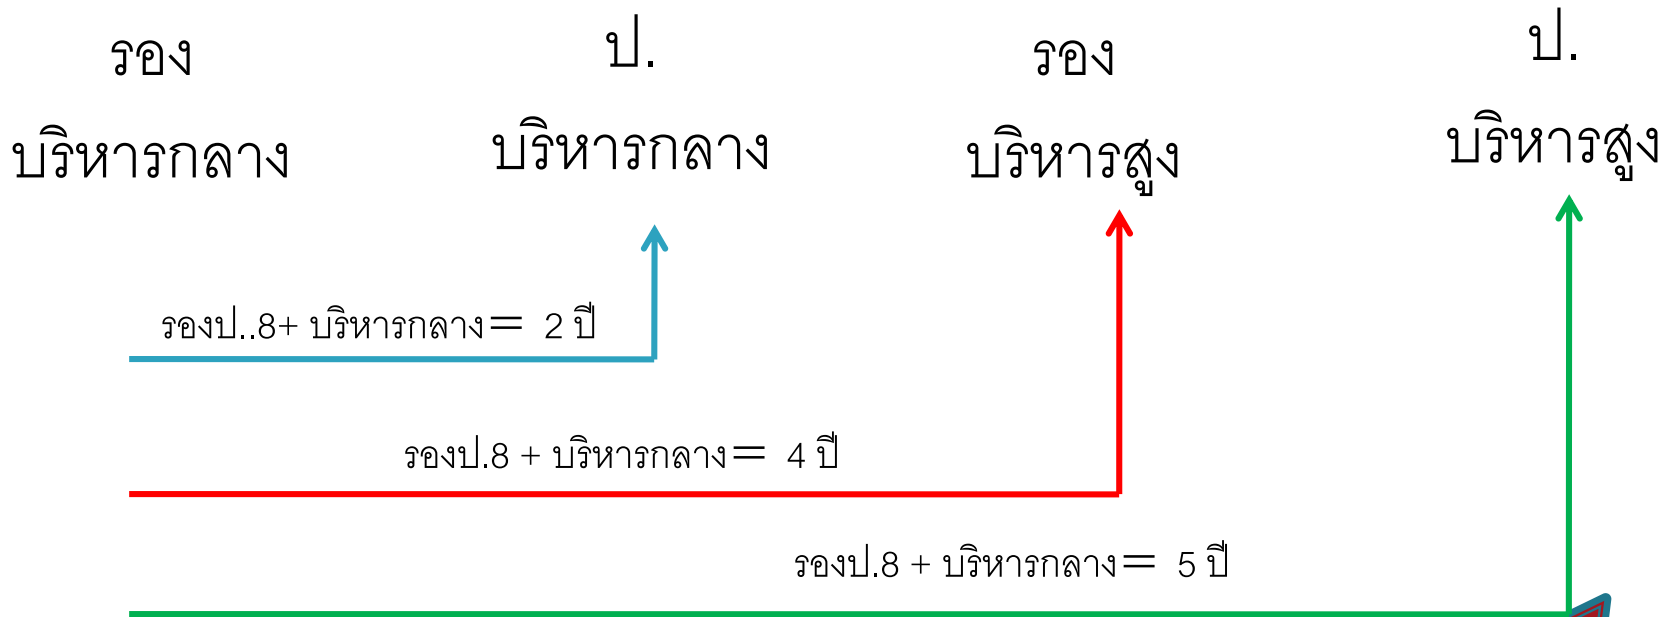 รอง
บริหารกลาง
ป.
บริหารกลาง
รอง
บริหารสูง
ป.
บริหารสูง
รองป..8+ บริหารกลาง= 2 ปี
รองป.8 + บริหารกลาง= 4 ปี
รองป.8 + บริหารกลาง= 5 ปี